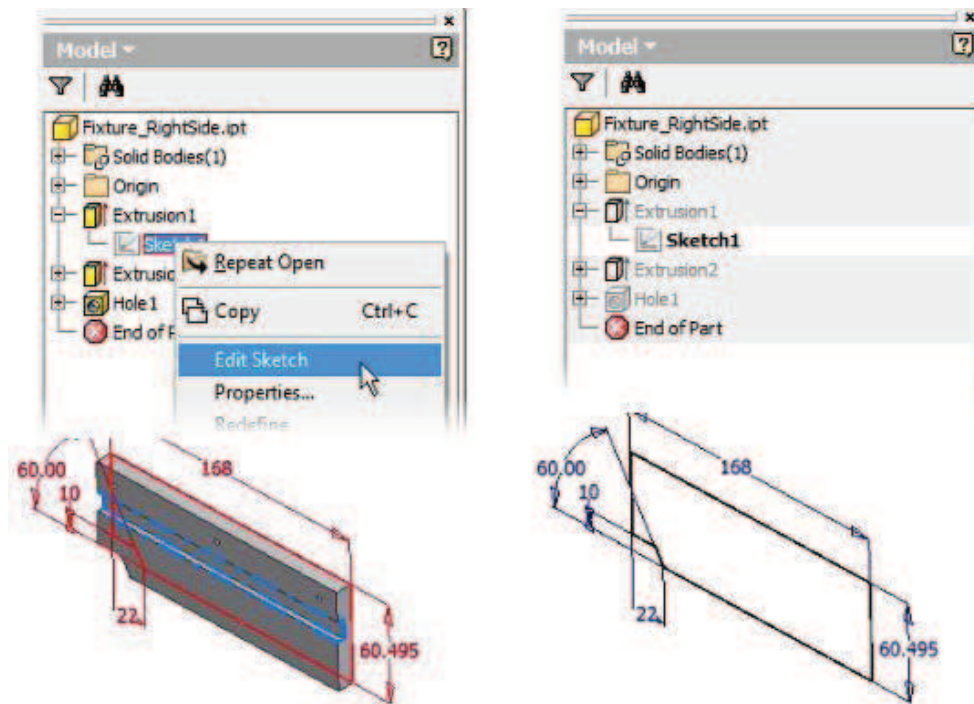 Model
Fixture_RightSide.ipt
Solid Bodies(1)
Origin
Extrusion1
Repeat Open
Hole1
Copy Ctrl+C
End of
Edit Sketch
Properties...
Redefine
60.00
168
10
22
60.495
Model
Fixture_RightSide.ipt
Solid Bodies(1)
Origin
Extrusion1
Sketch1
Extrusion2
Hole1
End of Part
60.00
168
10
22
60.495